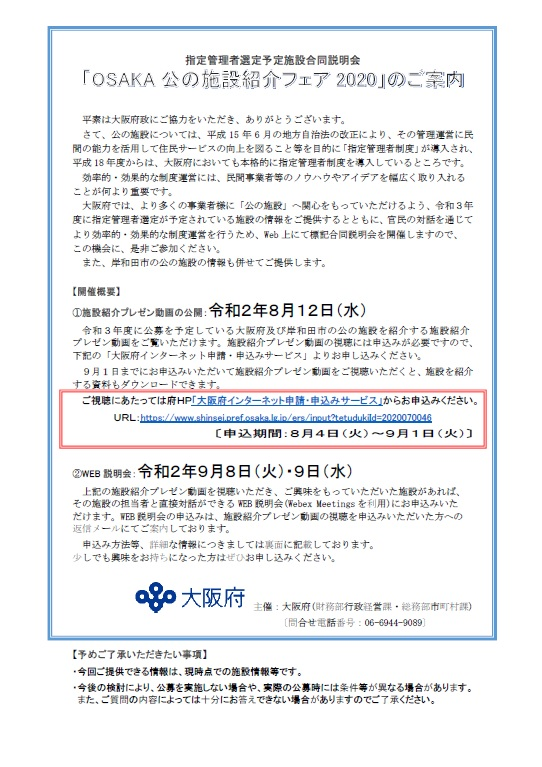 指定管理者選定予定施設合同説明会
「OSAKA 公の施設紹介フェア 2020」のご案内
平素は大阪府政にご協力をいただき、ありがとうございます。
さて、公の施設については、平成 15 年 6 月の地方自治法の改正により、その管理運営に民
間の能力を活用して住民サービスの向上を図ること等を目的に「指定管理者制度」が導入され、
平成 18 年度からは、大阪府においても本格的に指定管理者制度を導入しているところです。
効率的・効果的な制度運営には、民間事業者等のノウハウやアイデアを幅広く取り入れる
ことが何より重要です。
大阪府では、より多くの事業者様に「公の施設」へ関心をもっていただけるよう、令和３年
度に指定管理者選定が予定されている施設の情報をご提供するとともに、官民の対話を通じて
より効率的・効果的な制度運営を行うため、Web 上にて標記合同説明会を開催しますので、
この機会に、是非ご参加ください。
また、岸和田市の公の施設の情報も併せてご提供します。
【開催概要】
①施設紹介プレゼン動画の公開：令和２年８月１２日（水）
令和３年度に公募を予定している大阪府及び岸和田市の公の施設を紹介する施設紹介
プレゼン動画をご覧いただけます。施設紹介プレゼン動画の視聴には申込みが必要ですので、
下記の「大阪府インターネット申請・申込みサービス」よりお申し込みください。
９月１日までにお申込みいただいて施設紹介プレゼン動画をご視聴いただくと、施設を紹介
する資料もダウンロードできます。
ご視聴にあたっては府HP「大阪府インターネット申請・申込みサービス」からお申込みください。
URL：https://www.shinsei.pref.osaka.lg.jp/ers/input?tetudukiId=2020070046
［申込期間：８月４日（火）～９月１日（火）］
②WEB 説明会：令和２年９月８日（火）・９日（水）
上記の施設紹介プレゼン動画を視聴いただき、ご興味をもっていただいた施設があれば、
その施設の担当者と直接対話ができる WEB 説明会(Webex Meetings を利用)にお申込みいた
だけます。WEB 説明会の申込みは、施設紹介プレゼン動画の視聴を申込みいただいた方への
返信メールにてご案内しております。
申込み方法等、詳細な情報につきましては裏面に記載しております。
少しでも興味をお持ちになった方はぜひお申し込みください。
大阪府 主催：大阪府(財務部行政経営課・総務部市町村課)
［問合せ電話番号：06-6944-9089］
【予めご了承いただきたい事項】
・今回ご提供できる情報は、現時点での施設情報等です。
・今後の検討により、公募を実施しない場合や、実際の公募時には条件等が異なる場合があります。
また、ご質問の内容によっては十分にお答えできない場合がありますのでご了承ください。